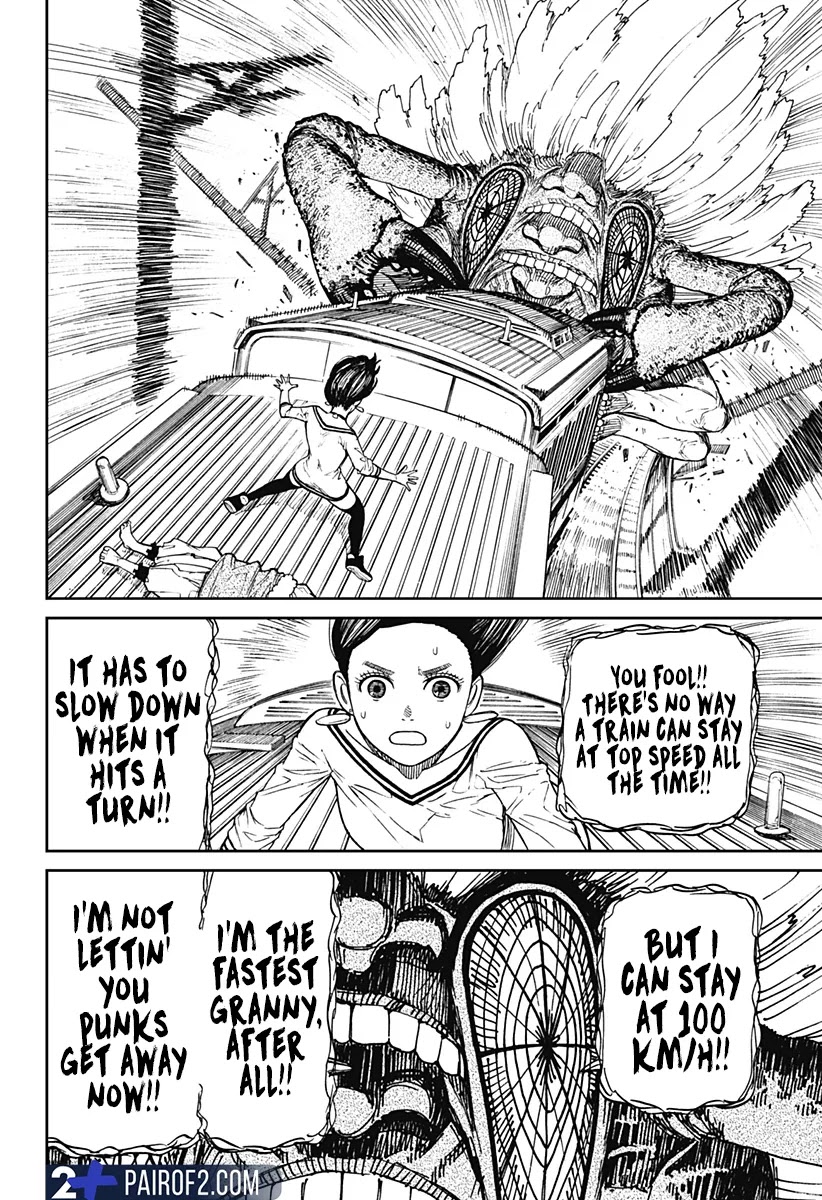 YOU FOOL!!
THERE'S NO WAY
A TRAIN CAN STAY
AT TOP SPEED ALL
THE TIME!!
IT HAS TO
SLOW DOWN
WHEN IT
HITS A
TURN!!
BUT I
CAN STAY
AT 100
KM/H!!
I'M THE
FASTEST
GRANNY,
AFTER
ALL!!
I'M NOT
LETTIN'
YOU
PUNKS
GET AWAY
NOW!!
2+ PAIROF2.COM